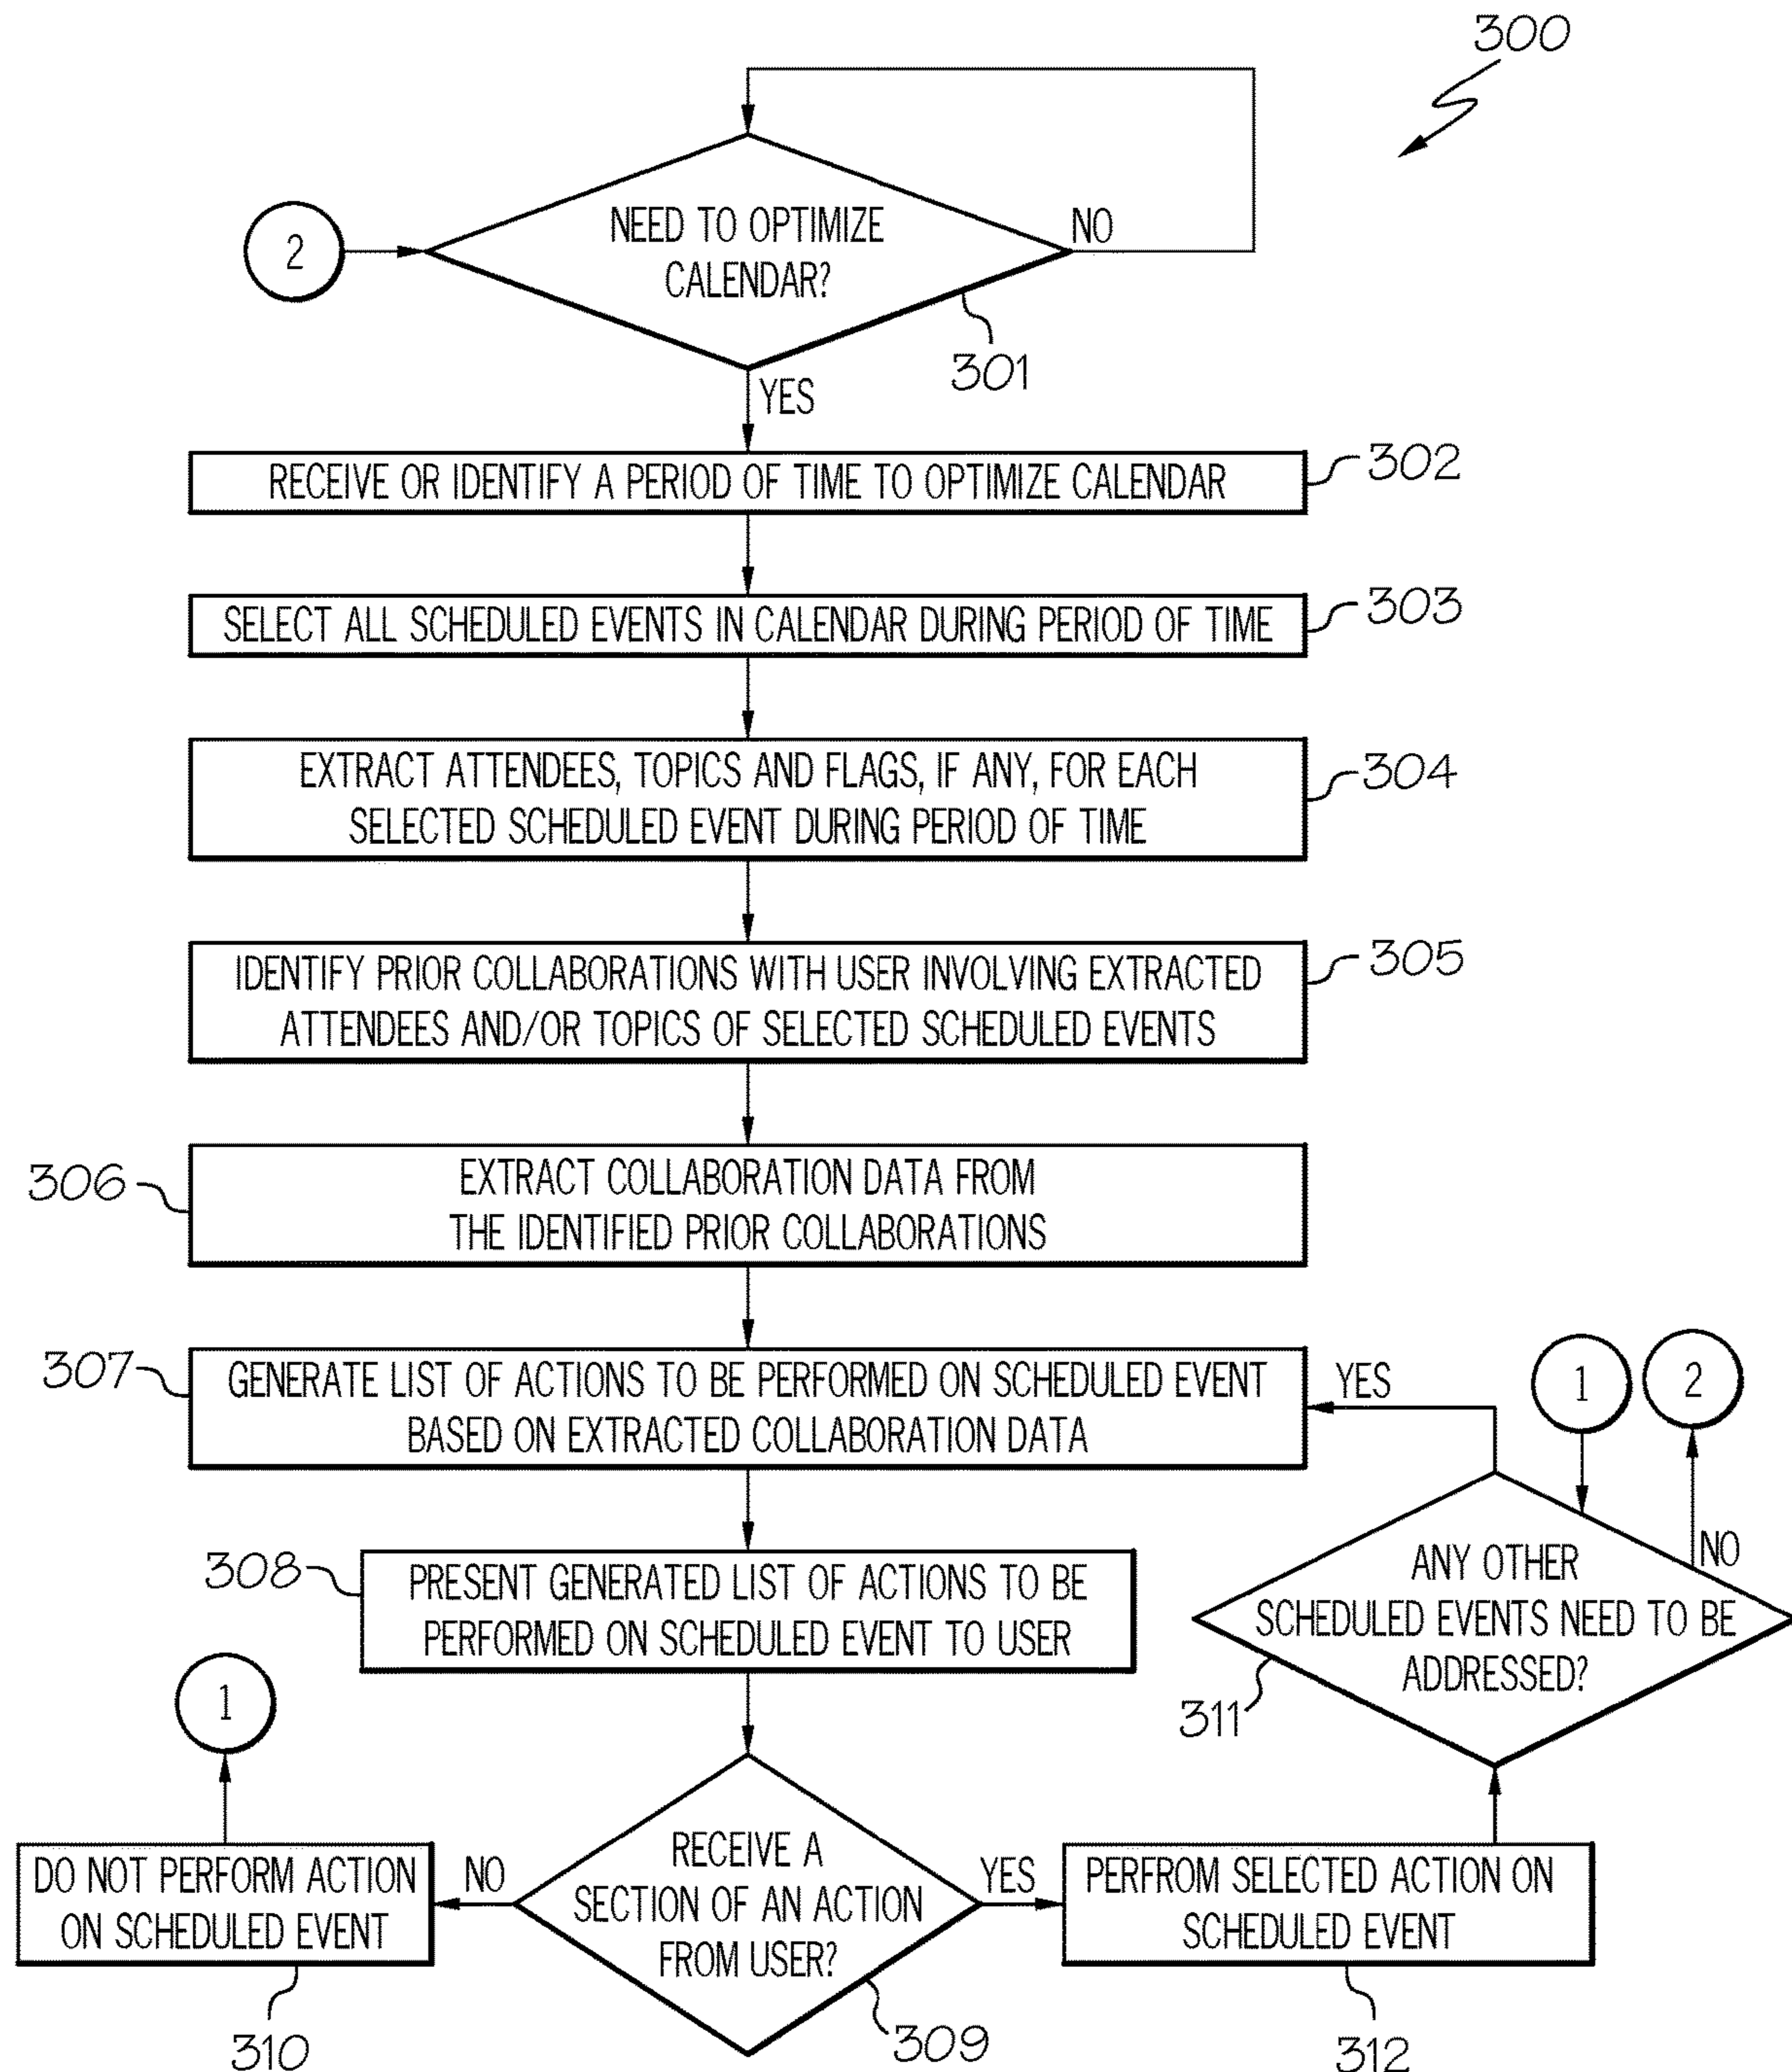 300
NEED TO OPTIMIZE
CALENDAR?
NO
2
301
YES
RECEIVE OR IDENTIFY A PERIOD OF TIME TO OPTIMIZE CALENDAR
302
SELECT ALL SCHEDULED EVENTS IN CALENDAR DURING PERIOD OF TIME
303
EXTRACT ATTENDEES, TOPICS AND FLAGS, IF ANY, FOR EACH
SELECTED SCHEDULED EVENT DURING PERIOD OF TIME
304
IDENTIFY PRIOR COLLABORATIONS WITH USER INVOLVING EXTRACTED
ATTENDEES AND/OR TOPICS OF SELECTED SCHEDULED EVENTS
305
306
EXTRACT COLLABORATION DATA FROM
THE IDENTIFIED PRIOR COLLABORATIONS
307
GENERATE LIST OF ACTIONS TO BE PERFORMED ON SCHEDULED EVENT
BASED ON EXTRACTED COLLABORATION DATA
YES
1
2
308
PRESENT GENERATED LIST OF ACTIONS TO BE
PERFORMED ON SCHEDULED EVENT TO USER
NO
ANY OTHER
SCHEDULED EVENTS NEED TO BE
ADDRESSED?
311
1
DO NOT PERFORM ACTION
ON SCHEDULED EVENT
310
NO
RECEIVE A
SECTION OF AN ACTION
FROM USER?
309
YES
PERFROM SELECTED ACTION ON
SCHEDULED EVENT
312